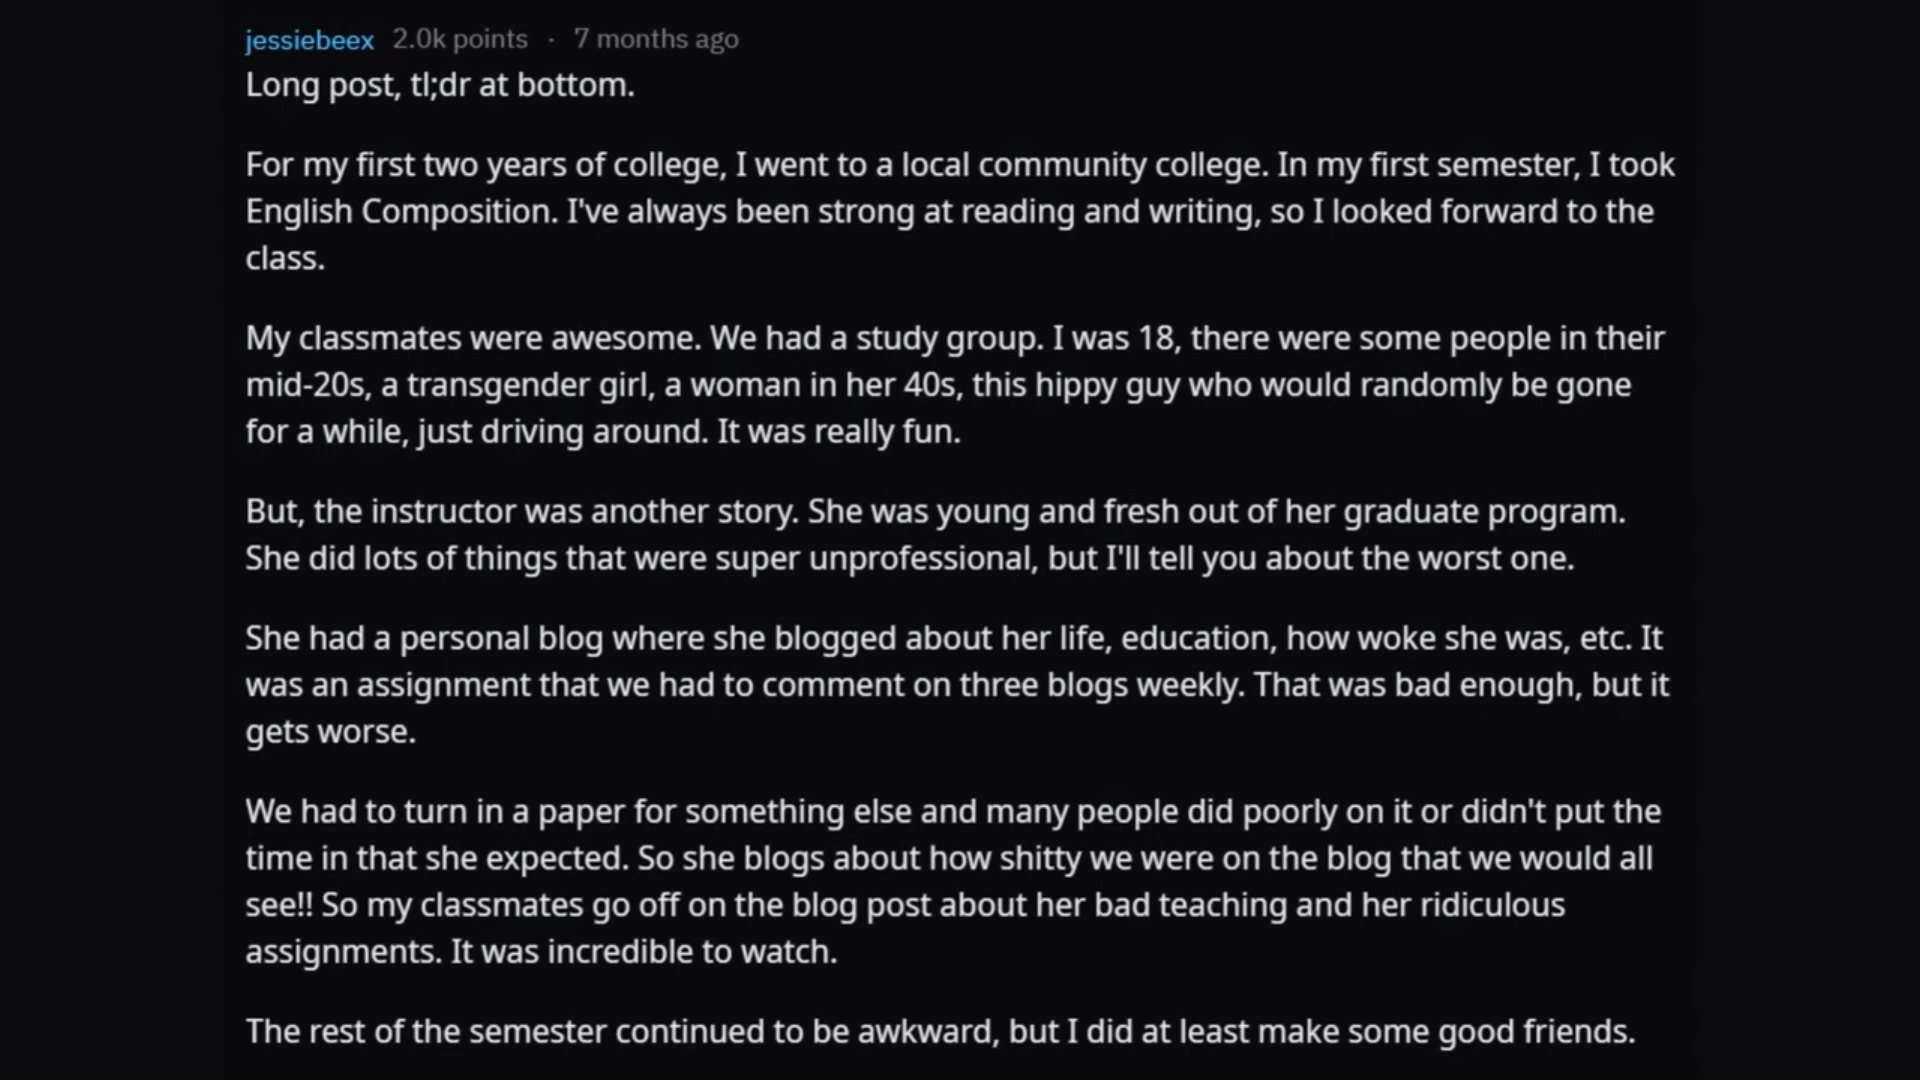 jessiebeex 2.0k points · 7 months ago
Long post, tl;dr at bottom.
For my first two years of college, I went to a local community college. In my first semester, I took
English Composition. I've always been strong at reading and writing, so I looked forward to the
class.
My classmates were awesome. We had a study group. I was 18, there were some people in their
mid-20s, a transgender girl, a woman in her 40s, this hippy guy who would randomly be gone
for a while, just driving around. It was really fun.
But, the instructor was another story. She was young and fresh out of her graduate program.
She did lots of things that were super unprofessional, but I'll tell you about the worst one.
She had a personal blog where she blogged about her life, education, how woke she was, etc. It
was an assignment that we had to comment on three blogs weekly. That was bad enough, but it
gets worse.
We had to turn in a paper for something else and many people did poorly on it or didn't put the
time in that she expected. So she blogs about how shitty we were on the blog that we would all
see!! So my classmates go off on the blog post about her bad teaching and her ridiculous
assignments. It was incredible to watch.
The rest of the semester continued to be awkward, but I did at least make some good friends.